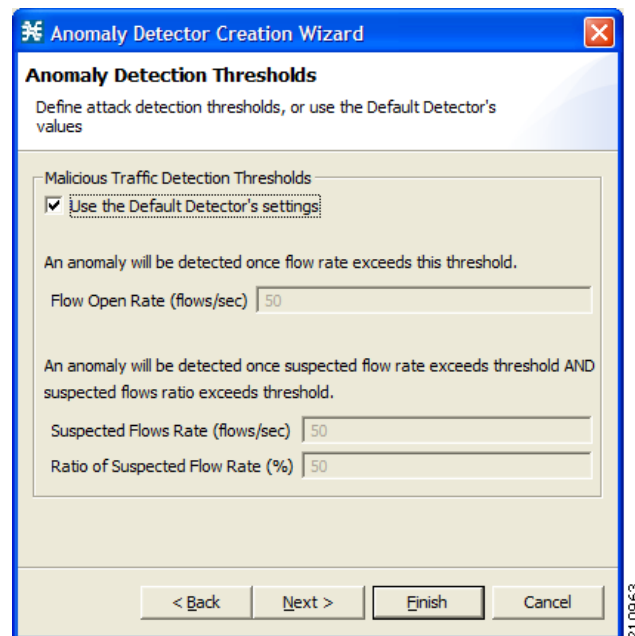 Anomaly Detector Creation Wizard
Anomaly Detection Thresholds
Define attack detection thresholds, or use the Default Detector's
values
Malicious Traffic Detection Thresholds
Use the Default Detector's settings
An anomaly will be detected once flow rate exceeds this threshold.
Flow Open Rate (flows/sec) 50
An anomaly will be detected once suspected flow rate exceeds threshold AND
suspected flows ratio exceeds threshold.
Suspected Flows Rate (flows/sec) 50
Ratio of Suspected Flow Rate (%) 50
< Back Next > Finish Cancel
210963